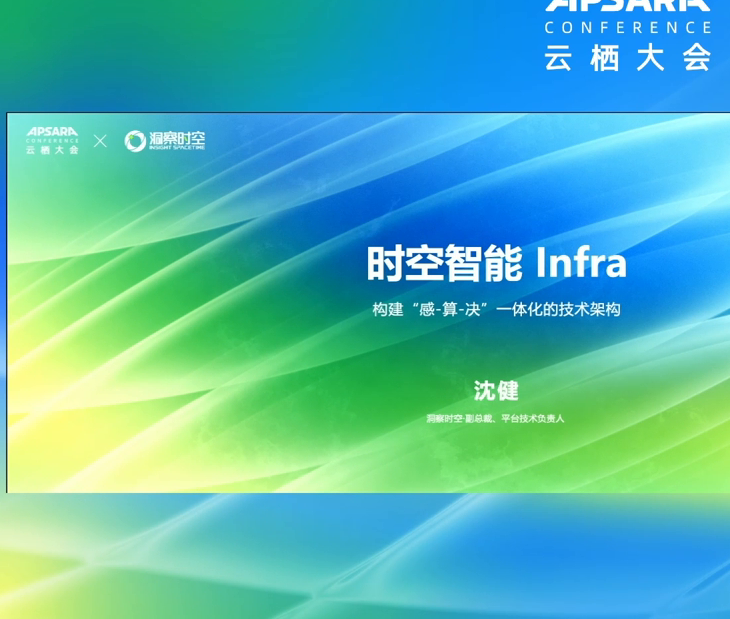 APSARA
CONFERENCE
云栖大会
APSARA
CONFERENCE
云栖大会
洞察时空
INSIGHT SPACETIME
时空智能 Infra
构建“感-算-决”一体化的技术架构
沈健
洞察时空-副总裁、平台技术负责人